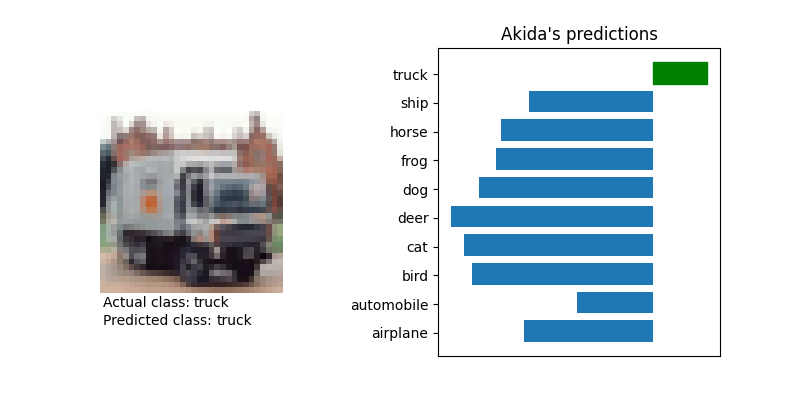 Akida's predictions
truck
ship
horse
frog
dog
deer
cat
bird
automobile
airplane
Actual class: truck
Predicted class: truck